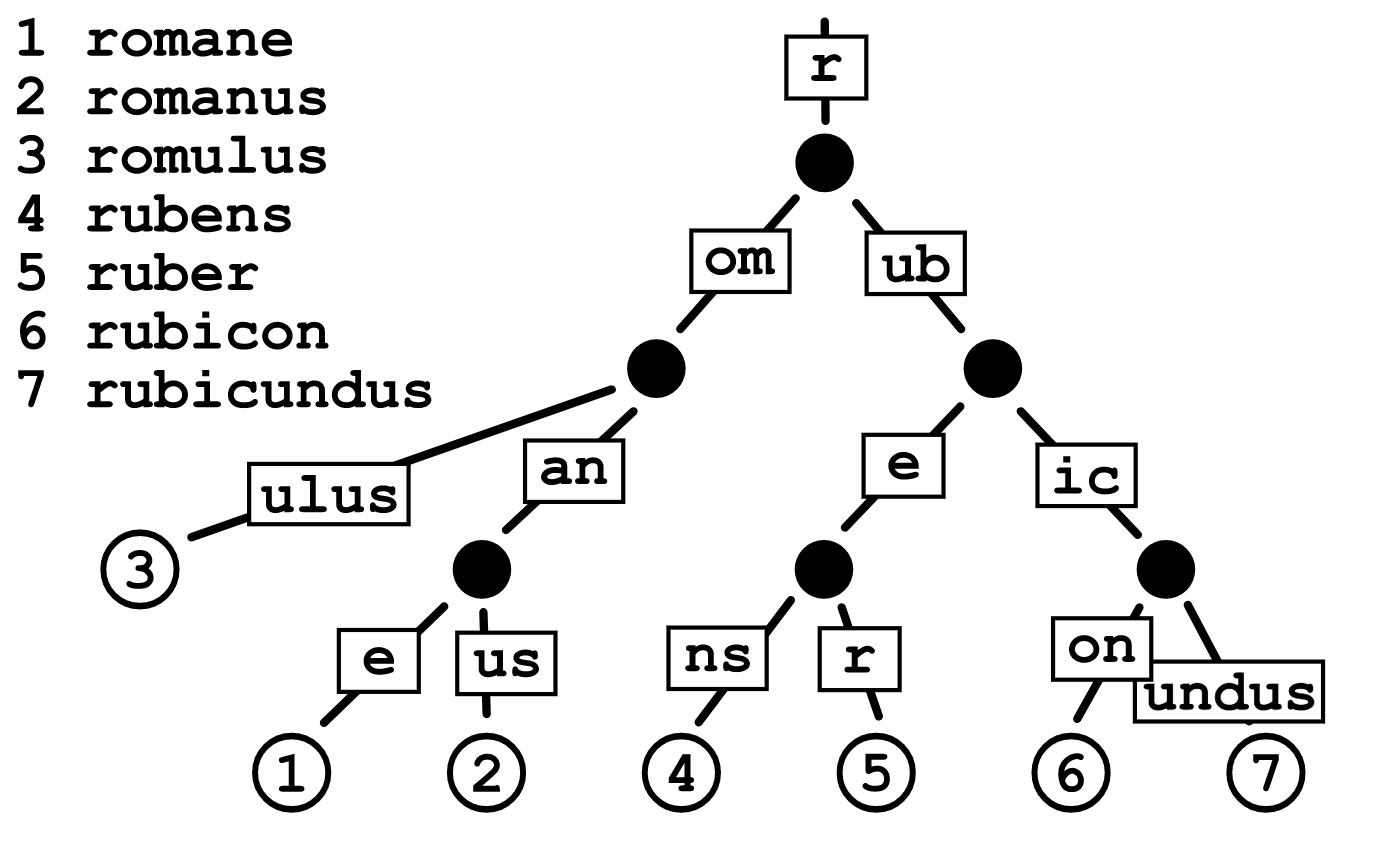 1 romane
2 romanus
3 romulus
4 rubens
5 ruber
6 rubicon
7 rubicundus
r
om
ub
ulus
an
e
ic
3
e
us
ns
r
on
undus
1
2
4
5
6
7